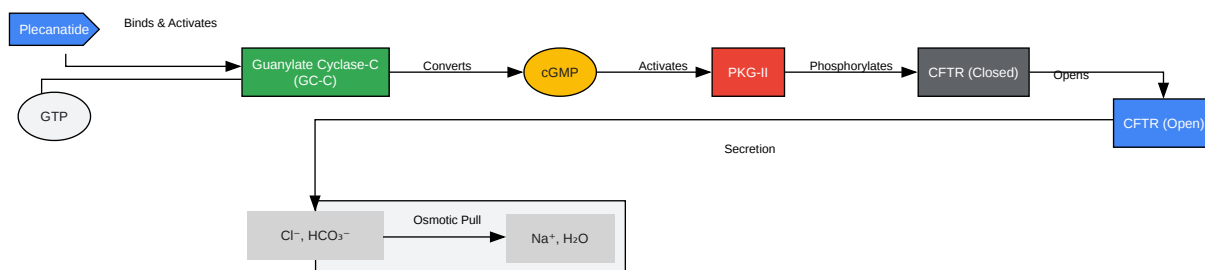 Plecanatide
Binds & Activates
Guanylate Cyclase-C
(GC-C)
Converts
cGMP
Activates
PKG-II
Phosphorylates
CFTR (Closed)
Opens
GTP
CFTR (Open)
Secretion
Cl⁻, HCO₃⁻
Osmotic Pull
Na⁺, H₂O